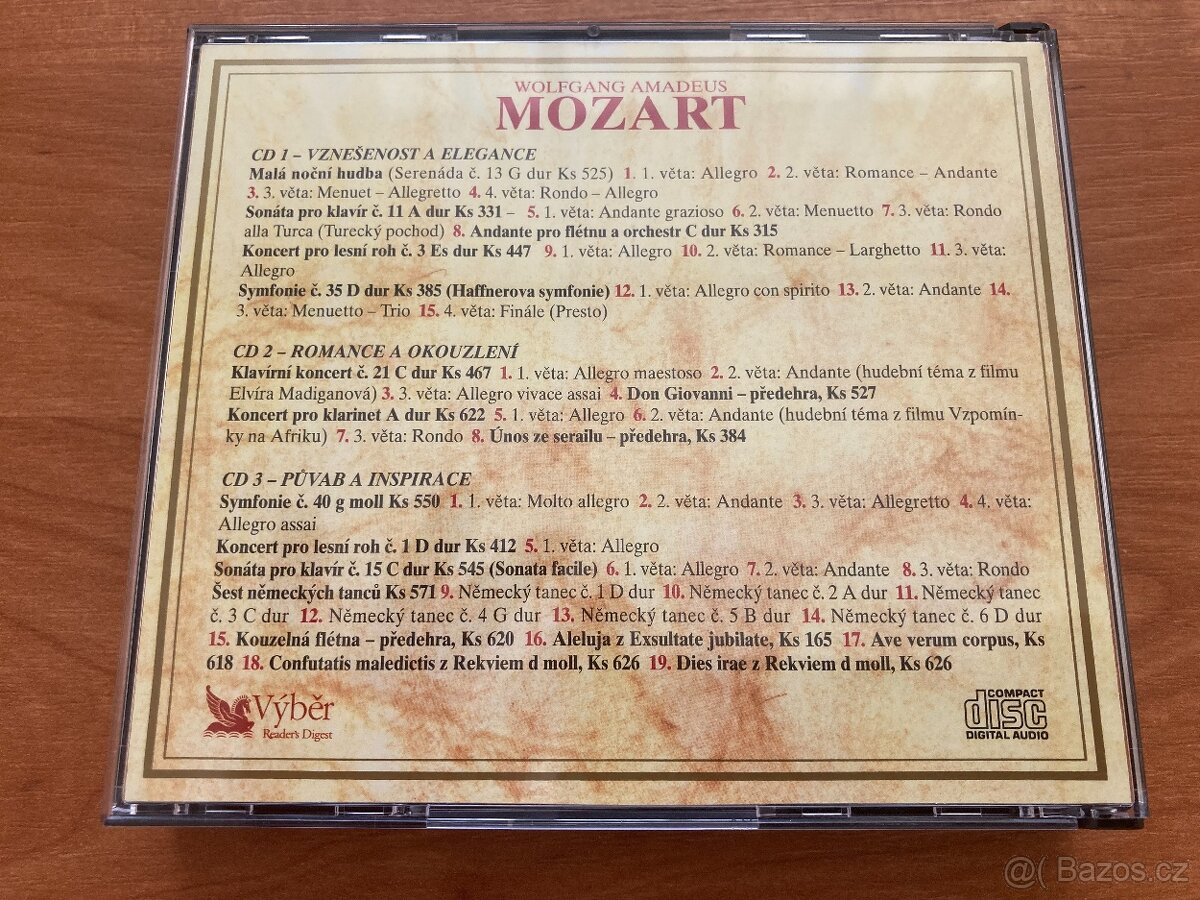 WOLFGANG AMADEUS
MOZART
CD 1 – VZNEŠENOST A ELEGANCE
Malá noční hudba (Serenáda č. 13 G dur Ks 525) 1. 1. věta: Allegro 2. 2. věta: Romance – Andante
3. 3. věta: Menuet – Allegretto 4. 4. věta: Rondo – Allegro
Sonáta pro klavír č. 11 A dur Ks 331 – 5. 1. věta: Andante grazioso 6. 2. věta: Menuetto 7. 3. věta: Rondo
alla Turca (Turecký pochod) 8. Andante pro flétnu a orchestr C dur Ks 315
Koncert pro lesní roh č. 3 Es dur Ks 447 9. 1. věta: Allegro 10. 2. věta: Romance – Larghetto 11. 3. věta:
Allegro
Symfonie č. 35 D dur Ks 385 (Haffnerova symfonie) 12. 1. věta: Allegro con spirito 13. 2. věta: Andante 14.
3. věta: Menuetto – Trio 15. 4. věta: Finále (Presto)
CD 2 – ROMANCE A OKOUZLENÍ
Klavírní koncert č. 21 C dur Ks 467 1. 1. věta: Allegro maestoso 2. 2. věta: Andante (hudební téma z filmu
Elvíra Madiganová) 3. 3. věta: Allegro vivace assai 4. Don Giovanni – předehra, Ks 527
Koncert pro klarinet A dur Ks 622 5. 1. věta: Allegro 6. 2. věta: Andante (hudební téma z filmu Vzpomín-
ky na Afriku) 7. 3. věta: Rondo 8. Únos ze serailu – předehra, Ks 384
CD 3 – PŮVAB A INSPIRACE
Symfonie č. 40 g moll Ks 550 1. 1. věta: Molto allegro 2. 2. věta: Andante 3. 3. věta: Allegretto 4. 4. věta:
Allegro assai
Koncert pro lesní roh č. 1 D dur Ks 412 5. 1. věta: Allegro
Sonáta pro klavír č. 15 C dur Ks 545 (Sonata facile) 6. 1. věta: Allegro 7. 2. věta: Andante 8. 3. věta: Rondo
Šest německých tanců Ks 571 9. Německý tanec č. 1 D dur 10. Německý tanec č. 2 A dur 11. Německý tanec
č. 3 C dur 12. Německý tanec č. 4 G dur 13. Německý tanec č. 5 B dur 14. Německý tanec č. 6 D dur
15. Kouzelná flétna – předehra, Ks 620 16. Aleluja z Exsultate jubilate, Ks 165 17. Ave verum corpus, Ks
618 18. Confutatis maledictis z Rekviem d moll, Ks 626 19. Dies irae z Rekviem d moll, Ks 626
Výběr
Reader's Digest
COMPACT
disc
DIGITAL AUDIO
@( Bazos.cz